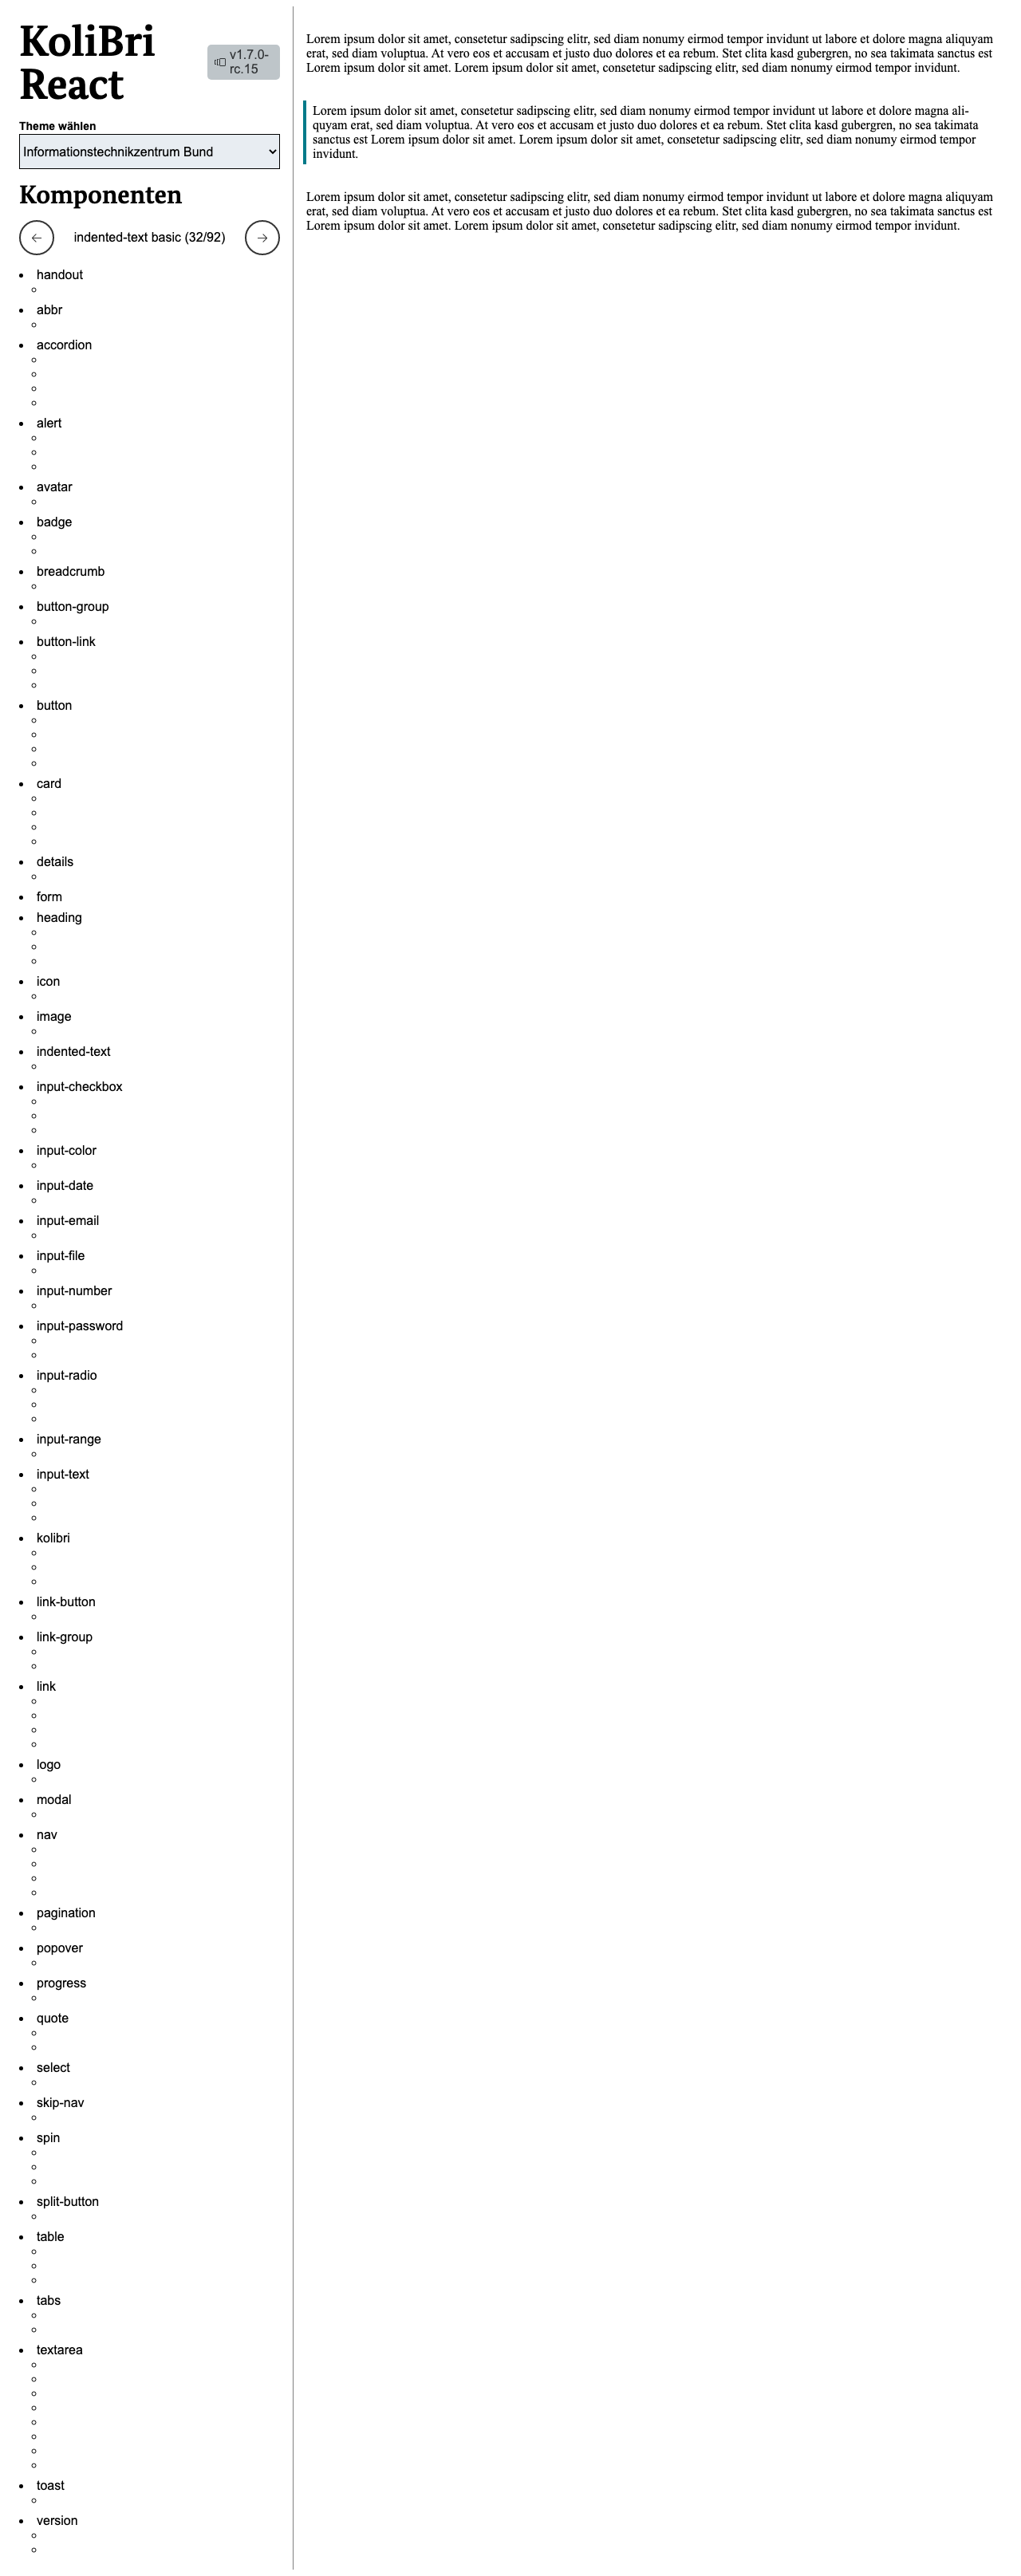 KoliBri
React
v1.7.0-
rc.15
Theme wählen
Informationstechnikzentrum Bund
Komponenten
indented-text basic (32/92)
handout
abbr
accordion
alert
avatar
badge
breadcrumb
button-group
button-link
button
card
details
form
heading
icon
image
indented-text
input-checkbox
input-color
input-date
input-email
input-file
input-number
input-password
input-radio
input-range
input-text
kolibri
link-button
link-group
link
logo
modal
nav
pagination
popover
progress
quote
select
skip-nav
spin
split-button
table
tabs
textarea
toast
version
Lorem ipsum dolor sit amet, consetetur sadipscing elitr, sed diam nonumy eirmod tempor invidunt ut labore et dolore magna aliquyam
erat, sed diam voluptua. At vero eos et accusam et justo duo dolores et ea rebum. Stet clita kasd gubergren, no sea takimata sanctus est
Lorem ipsum dolor sit amet. Lorem ipsum dolor sit amet, consetetur sadipscing elitr, sed diam nonumy eirmod tempor invidunt.
Lorem ipsum dolor sit amet, consetetur sadipscing elitr, sed diam nonumy eirmod tempor invidunt ut labore et dolore magna ali-
quyam erat, sed diam voluptua. At vero eos et accusam et justo duo dolores et ea rebum. Stet clita kasd gubergren, no sea takimata
sanctus est Lorem ipsum dolor sit amet. Lorem ipsum dolor sit amet, consetetur sadipscing elitr, sed diam nonumy eirmod tempor
invidunt.
Lorem ipsum dolor sit amet, consetetur sadipscing elitr, sed diam nonumy eirmod tempor invidunt ut labore et dolore magna aliquyam
erat, sed diam voluptua. At vero eos et accusam et justo duo dolores et ea rebum. Stet clita kasd gubergren, no sea takimata sanctus est
Lorem ipsum dolor sit amet. Lorem ipsum dolor sit amet, consetetur sadipscing elitr, sed diam nonumy eirmod tempor invidunt.